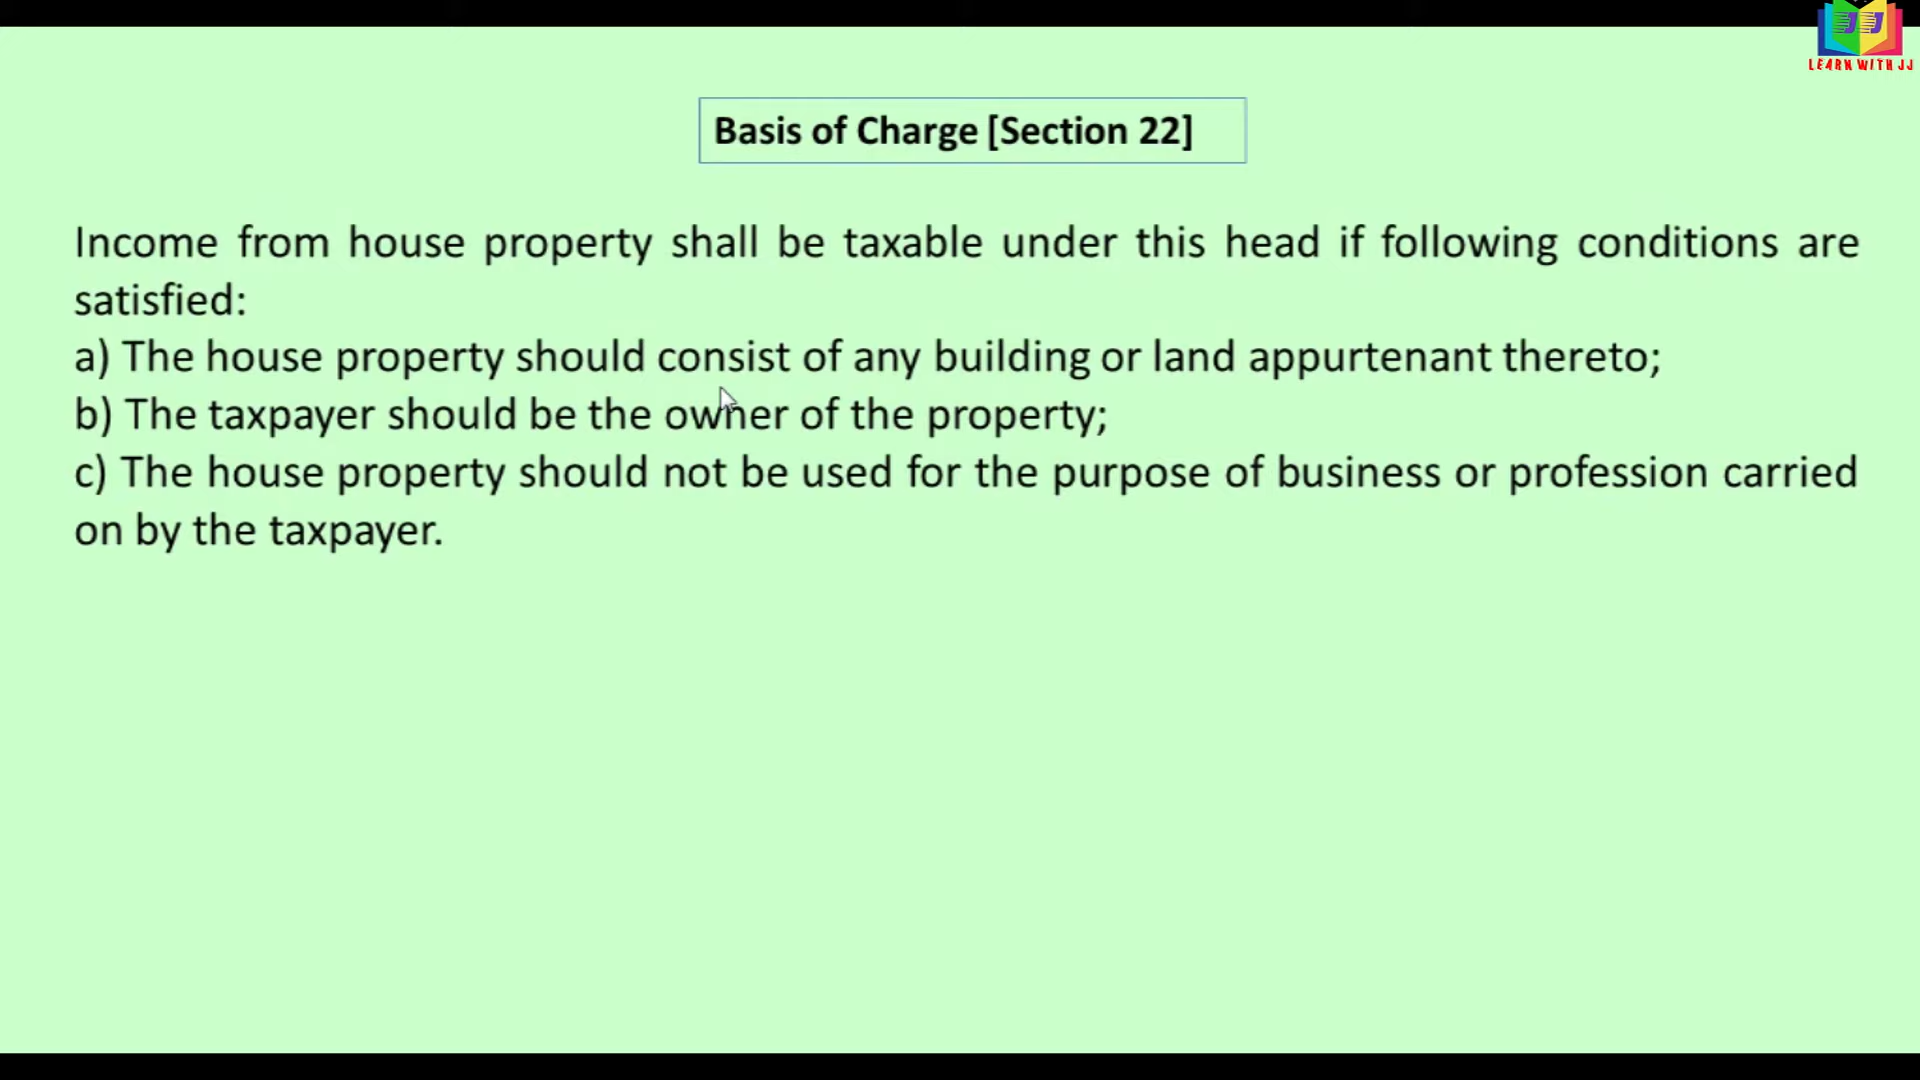 LEARN WITH JJ
Basis of Charge [Section 22]
Income from house property shall be taxable under this head if following conditions are
satisfied:
a) The house property should consist of any building or land appurtenant thereto;
b) The taxpayer should be the owner of the property;
c) The house property should not be used for the purpose of business or profession carried
on by the taxpayer.